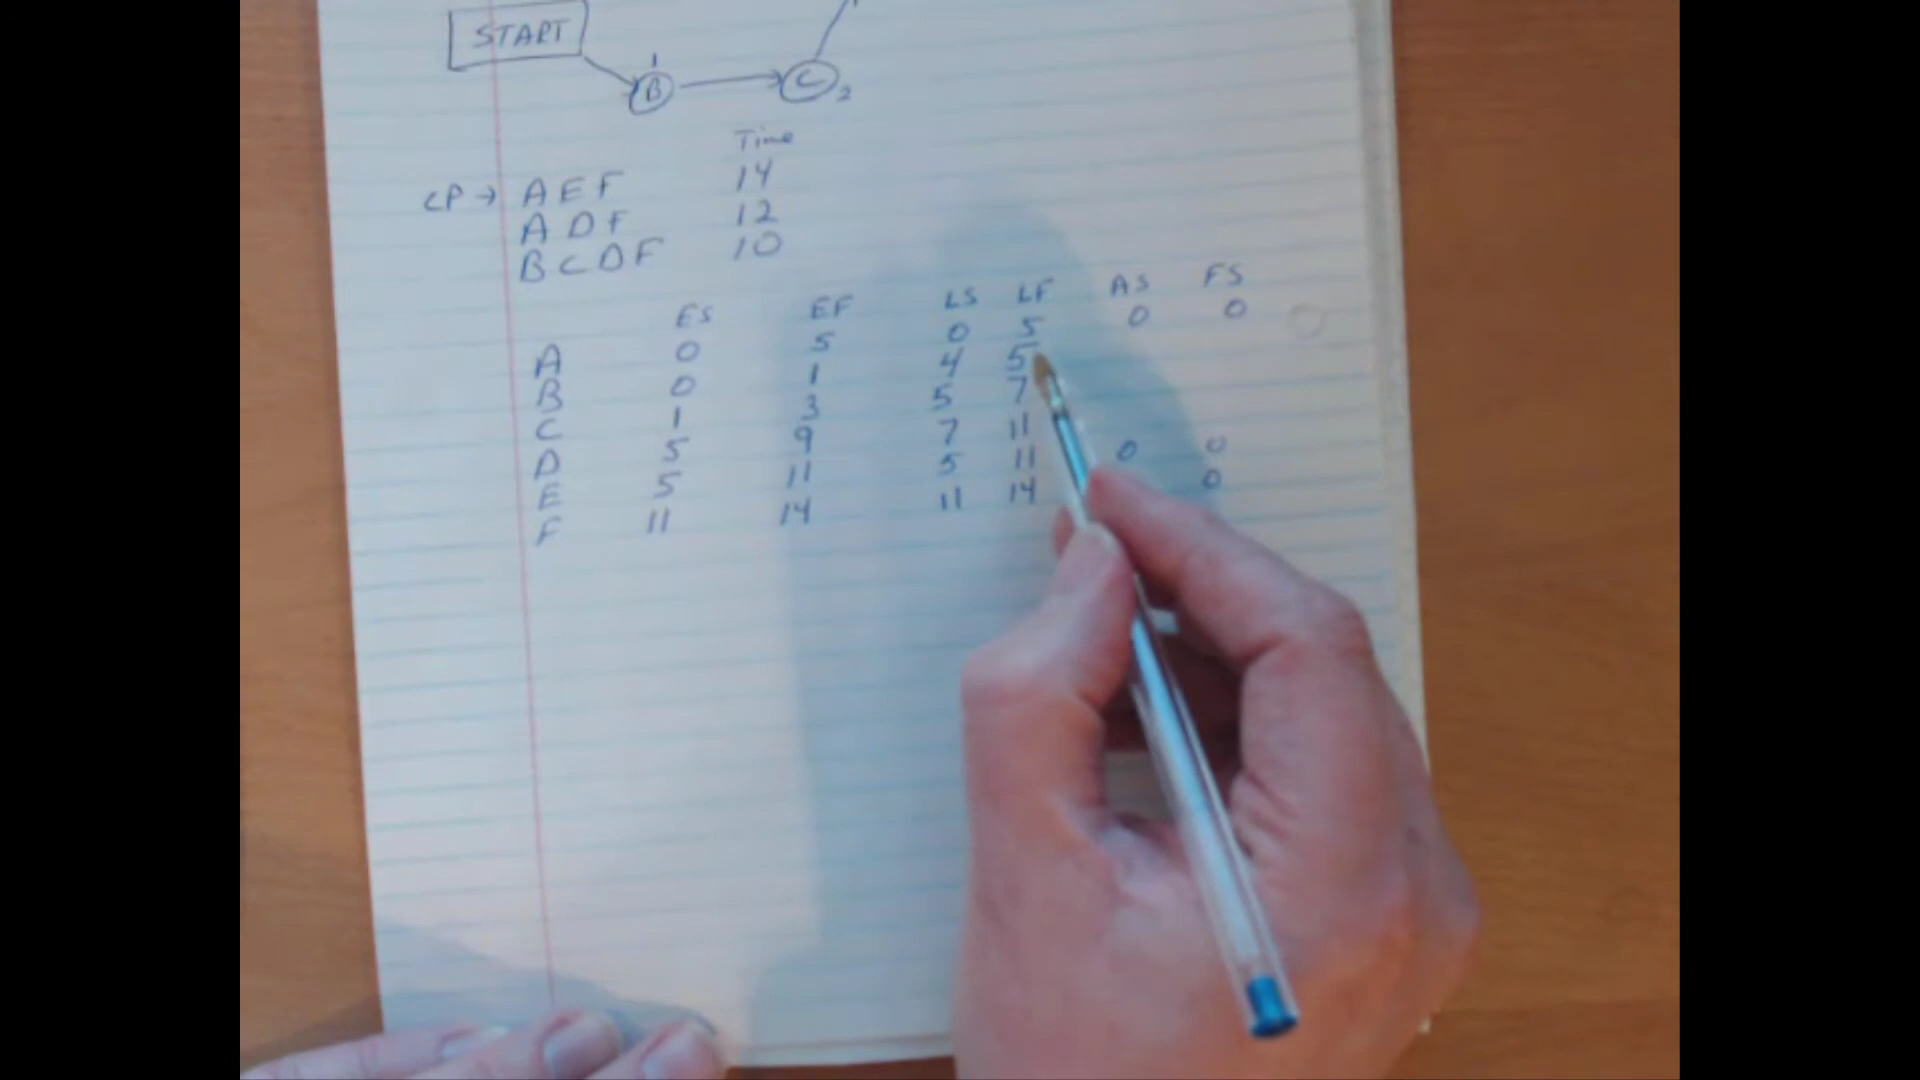 START
1
B
C
2
Time
CP → A E F 14
A D F 12
B C D F 10
ES EF LS LF AS FS
A 0 5 0 5 0 0
B 0 1 4 5
C 1 3 5 7
D 5 9 7 11
E 5 11 5 11 0 0
F 11 14 11 14 0